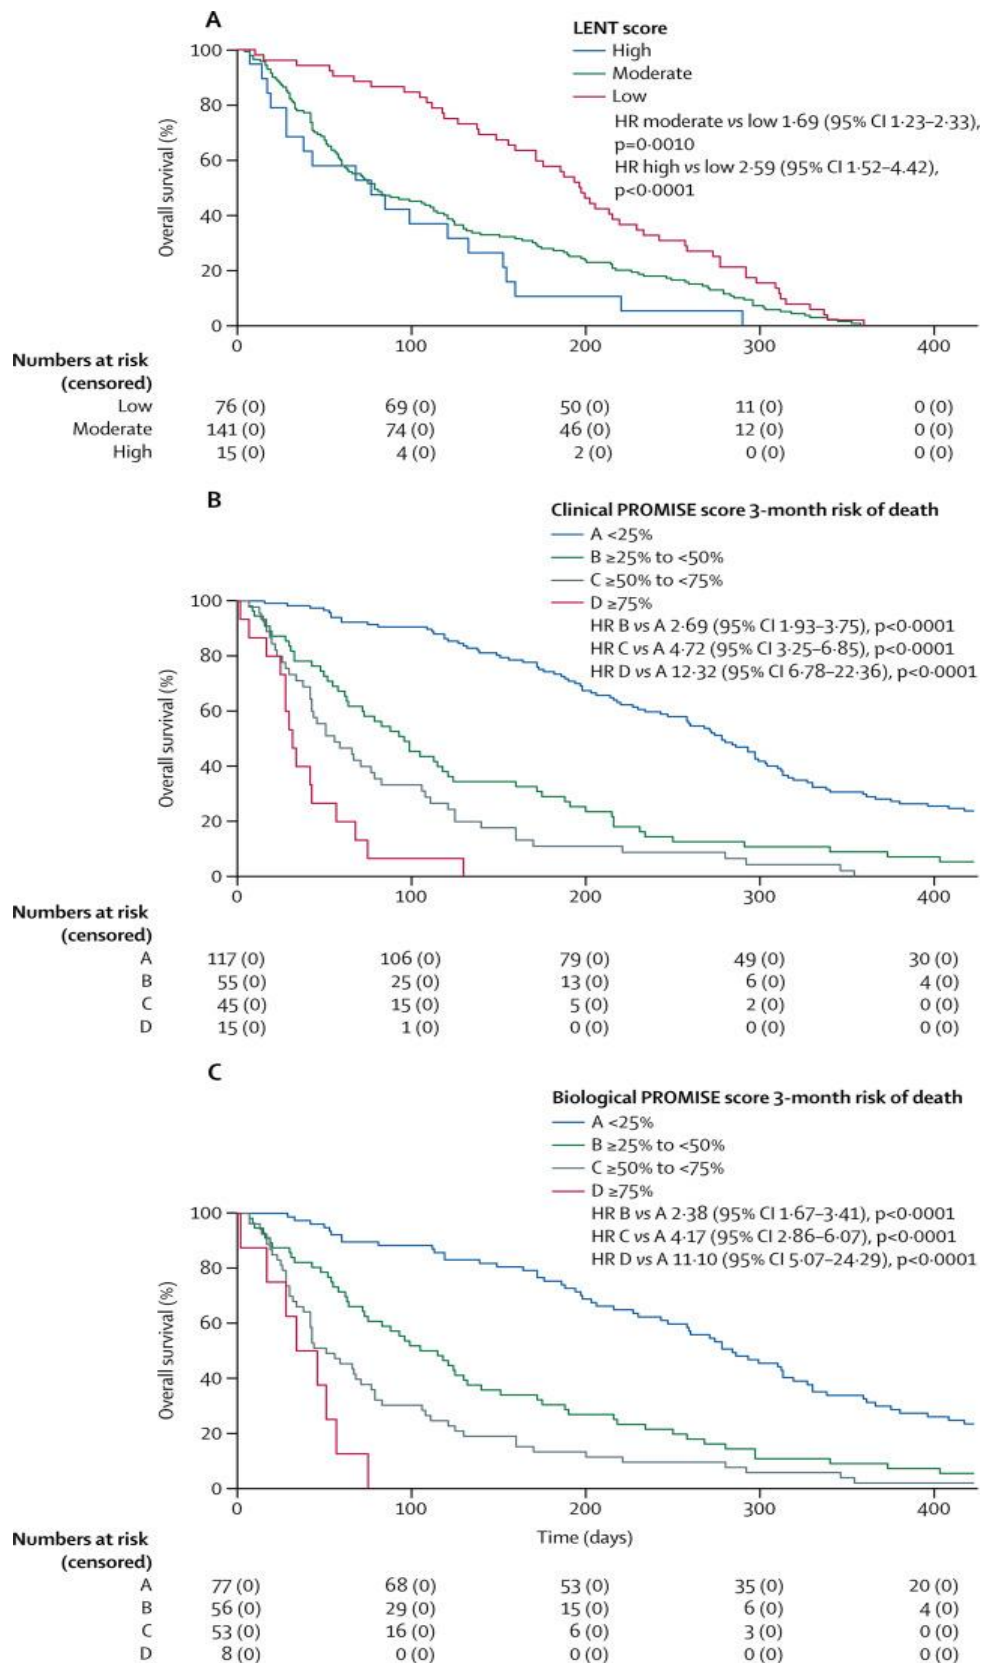 A
LENT score
High
Moderate
Low
HR moderate vs low 1·69 (95% CI 1·23–2·33),
p=0·0010
HR high vs low 2·59 (95% CI 1·52–4.42),
p<0·0001
Overall survival (%)
100
80
60
40
20
0
0 100 200 300 400
Numbers at risk
(censored)
Low 76 (0) 69 (0) 50 (0) 11 (0) 0 (0)
Moderate 141 (0) 74 (0) 46 (0) 12 (0) 0 (0)
High 15 (0) 4 (0) 2 (0) 0 (0) 0 (0)
B
Clinical PROMISE score 3-month risk of death
A <25%
B ≥25% to <50%
C ≥50% to <75%
D ≥75%
HR B vs A 2·69 (95% CI 1·93–3·75), p<0·0001
HR C vs A 4·72 (95% CI 3·25–6·85), p<0·0001
HR D vs A 12·32 (95% CI 6·78–22·36), p<0·0001
Overall survival (%)
100
80
60
40
20
0
0 100 200 300 400
Numbers at risk
(censored)
A 117 (0) 106 (0) 79 (0) 49 (0) 30 (0)
B 55 (0) 25 (0) 13 (0) 6 (0) 4 (0)
C 45 (0) 15 (0) 5 (0) 2 (0) 0 (0)
D 15 (0) 1 (0) 0 (0) 0 (0) 0 (0)
C
Biological PROMISE score 3-month risk of death
A <25%
B ≥25% to <50%
C ≥50% to <75%
D ≥75%
HR B vs A 2·38 (95% CI 1·67–3·41), p<0·0001
HR C vs A 4·17 (95% CI 2·86–6·07), p<0·0001
HR D vs A 11·10 (95% CI 5·07–24·29), p<0·0001
Overall survival (%)
100
80
60
40
20
0
0 100 200 300 400
Time (days)
Numbers at risk
(censored)
A 77 (0) 68 (0) 53 (0) 35 (0) 20 (0)
B 56 (0) 29 (0) 15 (0) 6 (0) 4 (0)
C 53 (0) 16 (0) 6 (0) 3 (0) 0 (0)
D 8 (0) 0 (0) 0 (0) 0 (0) 0 (0)